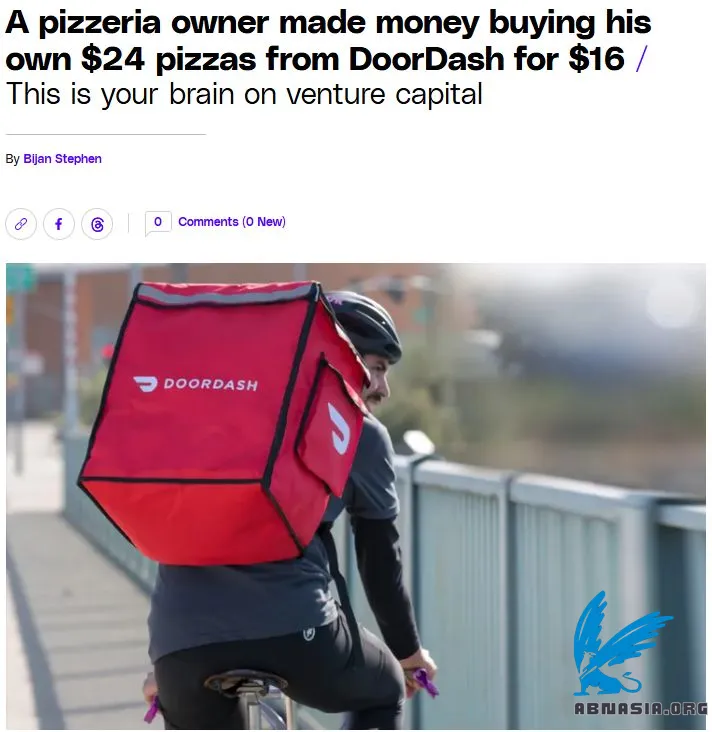 A pizzeria owner made money buying his
own $24 pizzas from DoorDash for $16 /
This is your brain on venture capital
By Bijan Stephen
0 Comments (0 New)
DOORDASH
ABNASIA.ORG